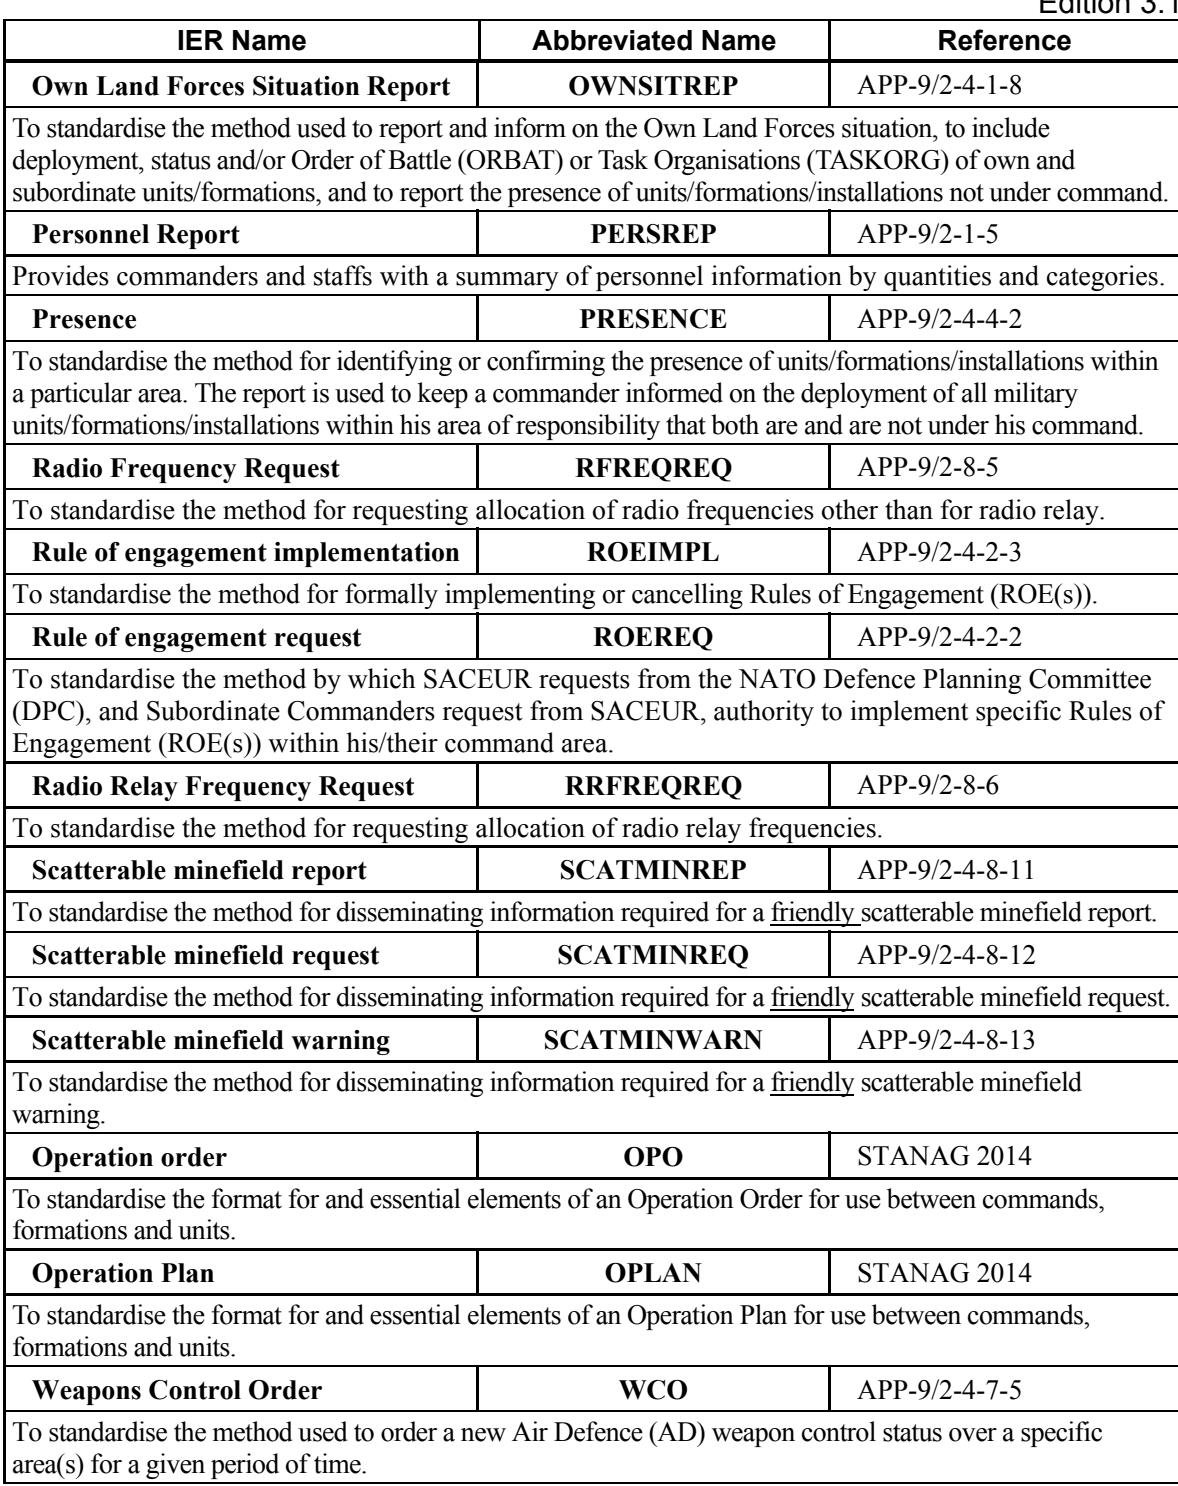 Edition 3.1
IER Name Abbreviated Name Reference
Own Land Forces Situation Report OWNSITREP APP-9/2-4-1-8
To standardise the method used to report and inform on the Own Land Forces situation, to include
deployment, status and/or Order of Battle (ORBAT) or Task Organisations (TASKORG) of own and
subordinate units/formations, and to report the presence of units/formations/installations not under command.
Personnel Report PERSREP APP-9/2-1-5
Provides commanders and staffs with a summary of personnel information by quantities and categories.
Presence PRESENCE APP-9/2-4-4-2
To standardise the method for identifying or confirming the presence of units/formations/installations within
a particular area. The report is used to keep a commander informed on the deployment of all military
units/formations/installations within his area of responsibility that both are and are not under his command.
Radio Frequency Request RFREQREQ APP-9/2-8-5
To standardise the method for requesting allocation of radio frequencies other than for radio relay.
Rule of engagement implementation ROEIMPL APP-9/2-4-2-3
To standardise the method for formally implementing or cancelling Rules of Engagement (ROE(s)).
Rule of engagement request ROEREQ APP-9/2-4-2-2
To standardise the method by which SACEUR requests from the NATO Defence Planning Committee
(DPC), and Subordinate Commanders request from SACEUR, authority to implement specific Rules of
Engagement (ROE(s)) within his/their command area.
Radio Relay Frequency Request RRFREQREQ APP-9/2-8-6
To standardise the method for requesting allocation of radio relay frequencies.
Scatterable minefield report SCATMINREP APP-9/2-4-8-11
To standardise the method for disseminating information required for a friendly scatterable minefield report.
Scatterable minefield request SCATMINREQ APP-9/2-4-8-12
To standardise the method for disseminating information required for a friendly scatterable minefield request.
Scatterable minefield warning SCATMINWARN APP-9/2-4-8-13
To standardise the method for disseminating information required for a friendly scatterable minefield
warning.
Operation order OPO STANAG 2014
To standardise the format for and essential elements of an Operation Order for use between commands,
formations and units.
Operation Plan OPLAN STANAG 2014
To standardise the format for and essential elements of an Operation Plan for use between commands,
formations and units.
Weapons Control Order WCO APP-9/2-4-7-5
To standardise the method used to order a new Air Defence (AD) weapon control status over a specific
area(s) for a given period of time.